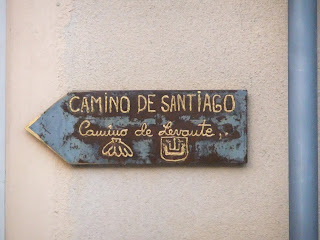 CAMINO DE SANTIAGO
Camino de Levante,.